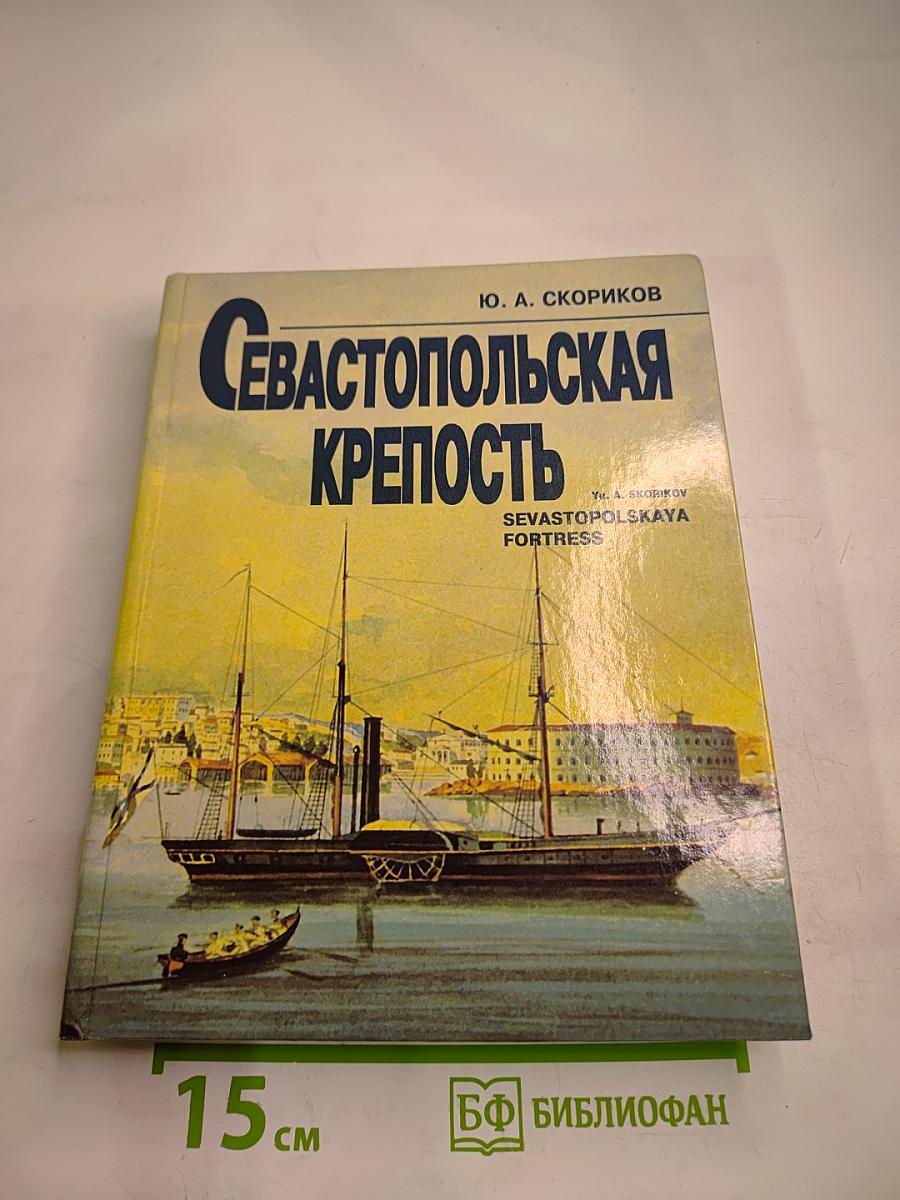 Ю. А. СКОРИКОВ
СЕВАСТОПОЛЬСКАЯ
КРЕПОСТЬ
Yu. A. SKORIKOV
SEVASTOPOLSKAYA
FORTRESS
15 см
БФ БИБЛИОФАН